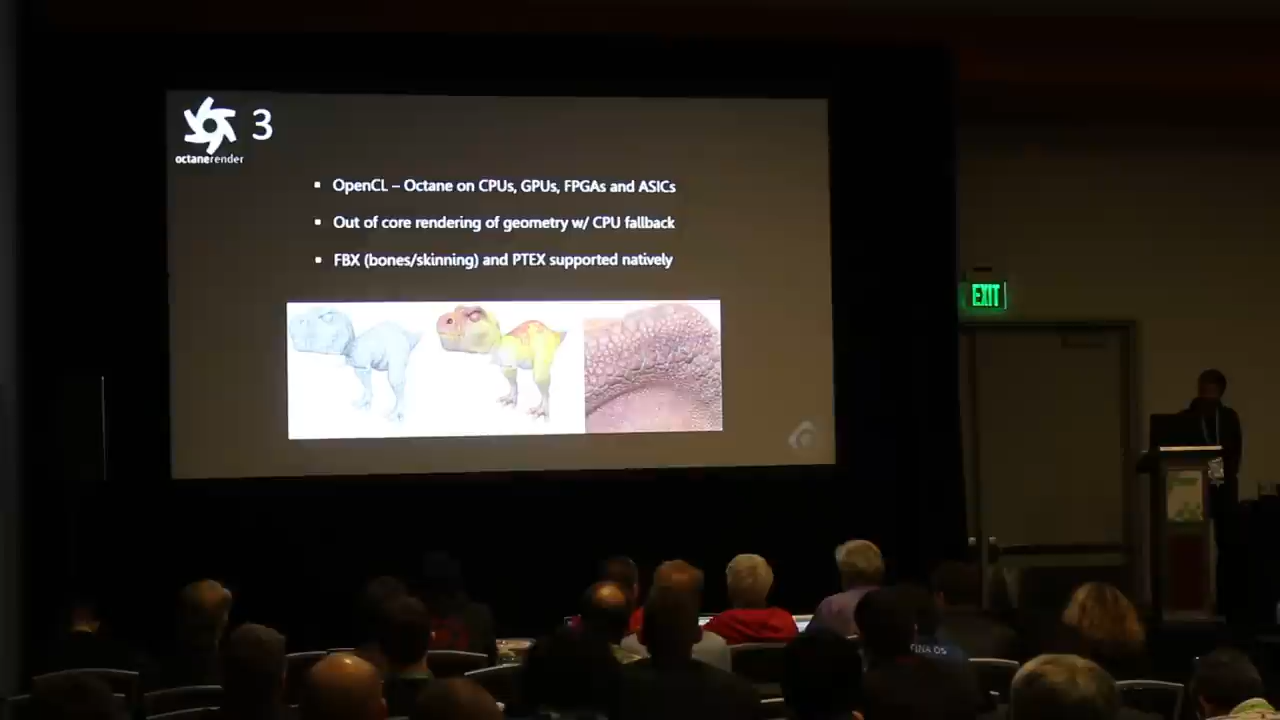 3
octanerender
▪ OpenCL – Octane on CPUs, GPUs, FPGAs and ASICs
▪ Out of core rendering of geometry w/ CPU fallback
▪ FBX (bones/skinning) and PTEX supported natively
EXIT